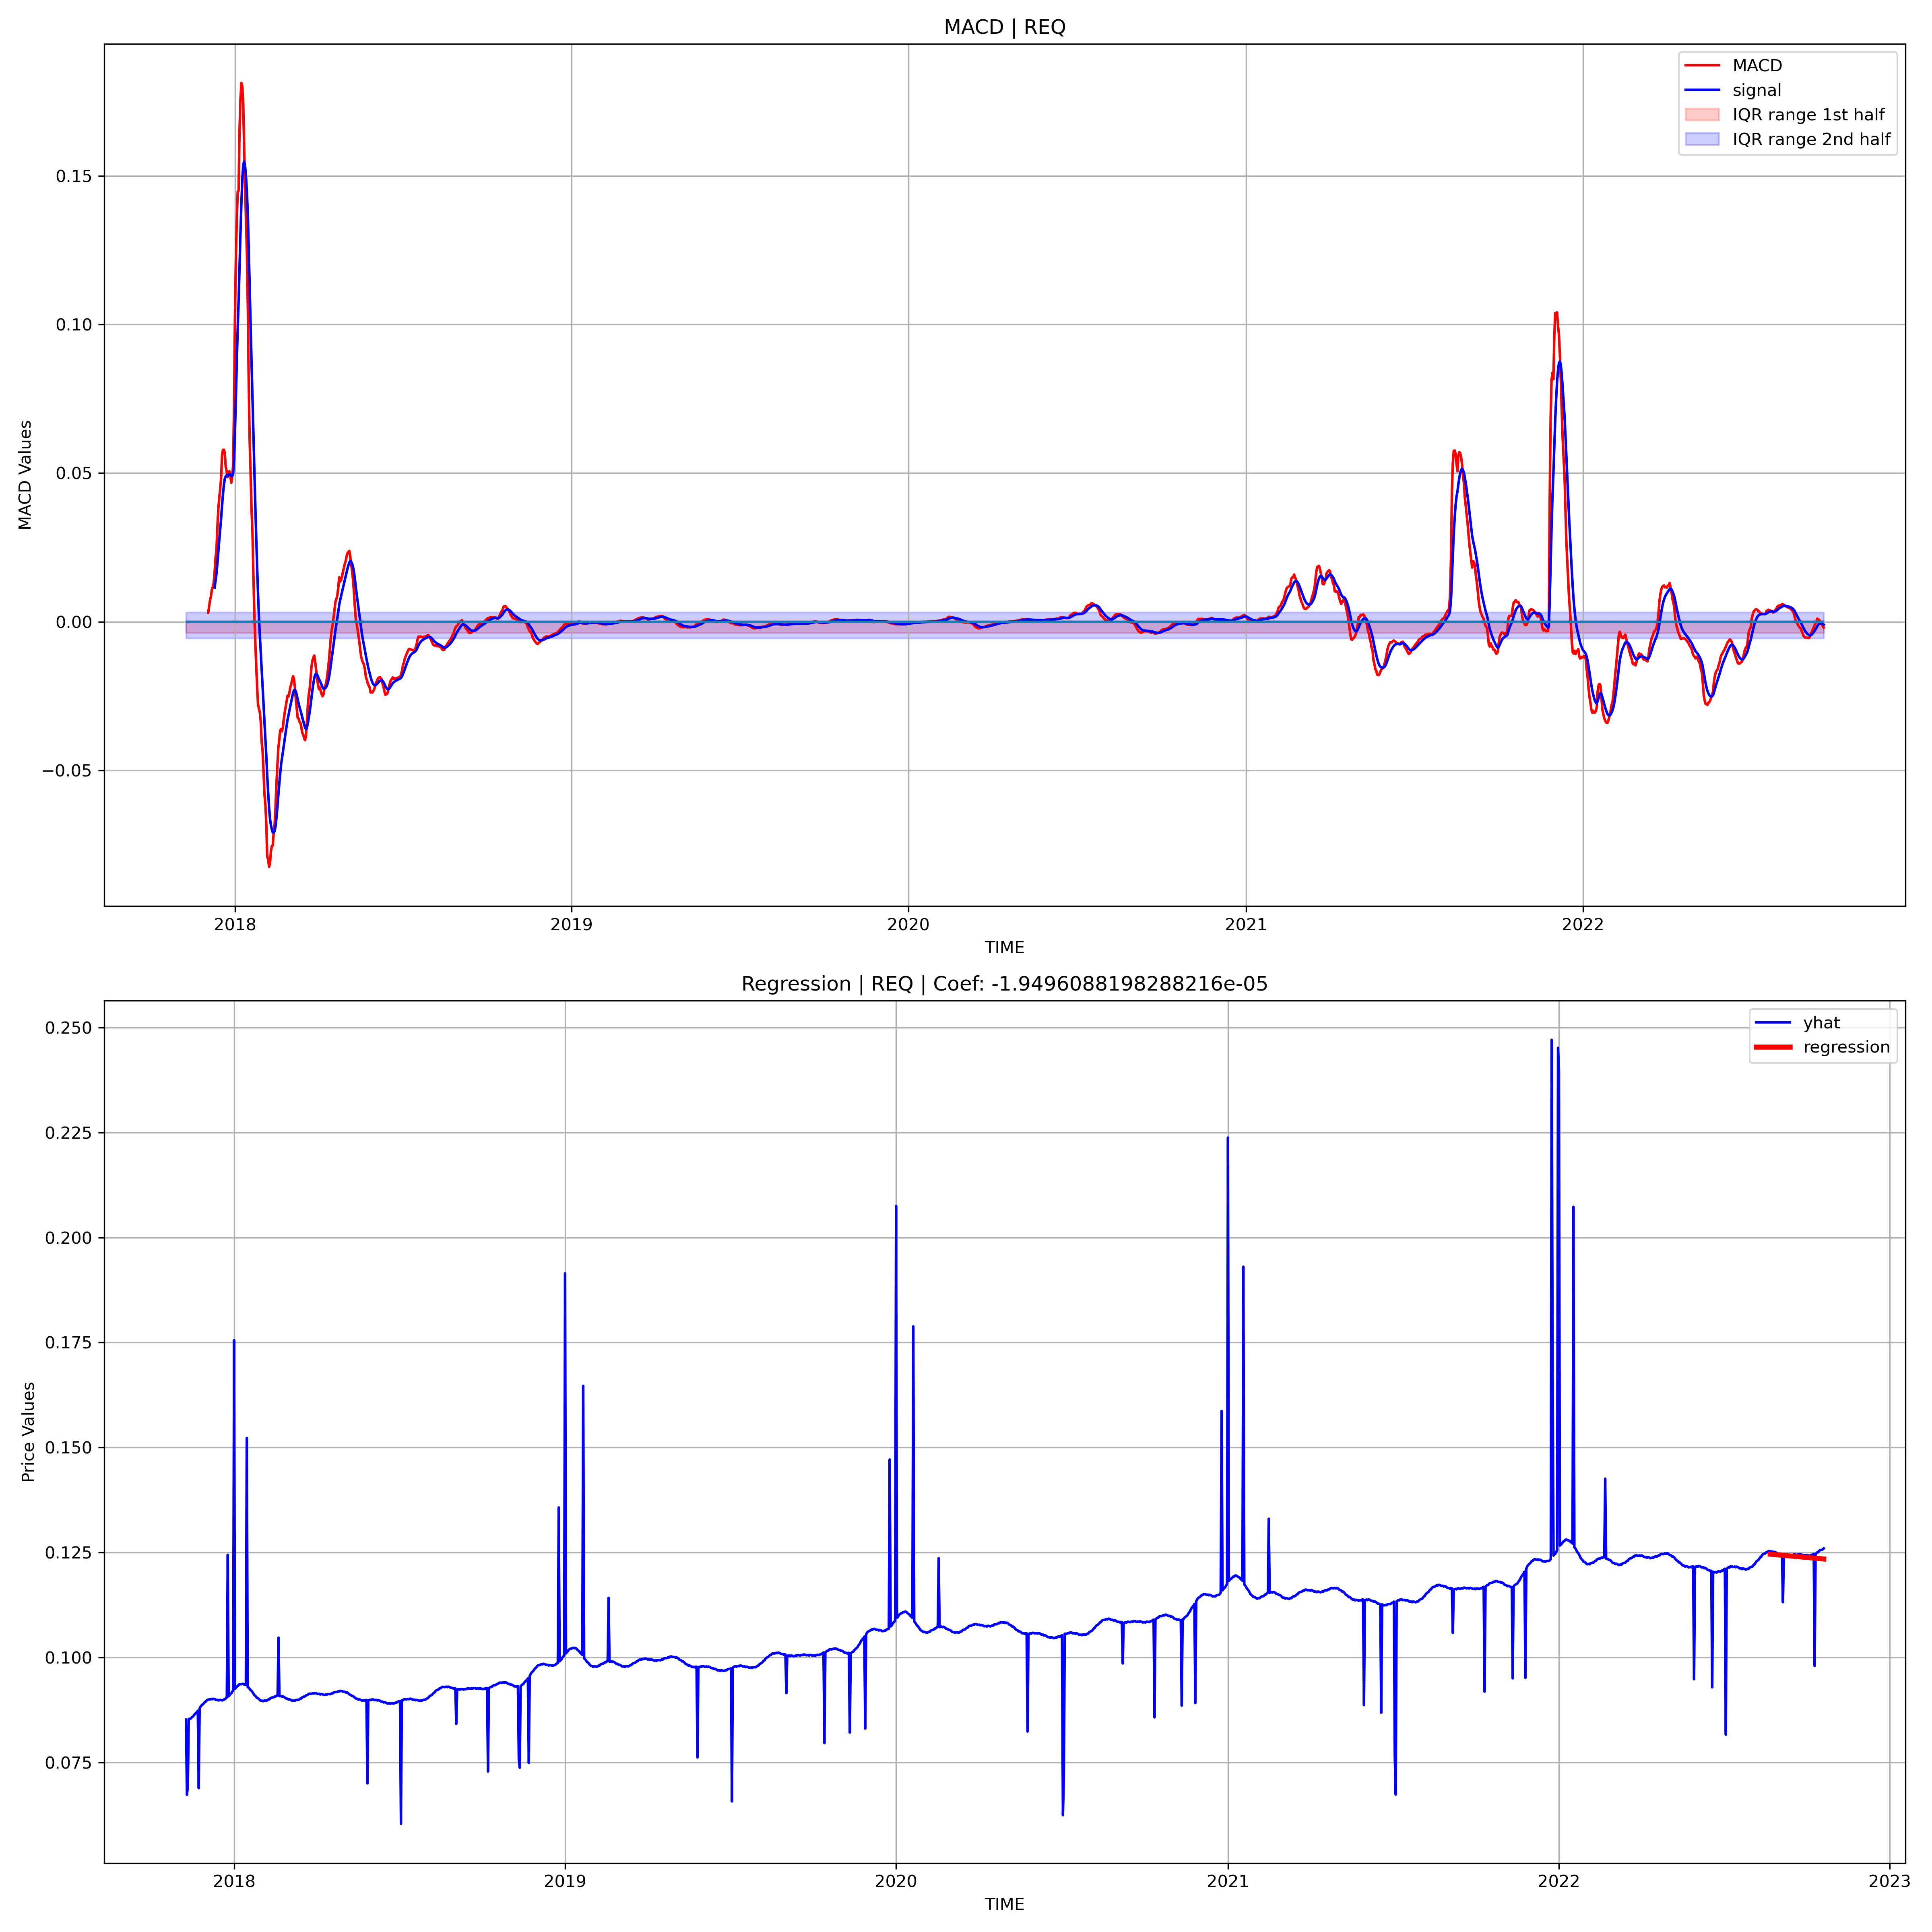 MACD | REQ
MACD
signal
IQR range 1st half
IQR range 2nd half
0.15
0.10
0.05
0.00
−0.05
MACD Values
2018 2019 2020 2021 2022
TIME
Regression | REQ | Coef: -1.9496088198288216e-05
yhat
regression
0.250
0.225
0.200
0.175
0.150
0.125
0.100
0.075
Price Values
2018 2019 2020 2021 2022 2023
TIME